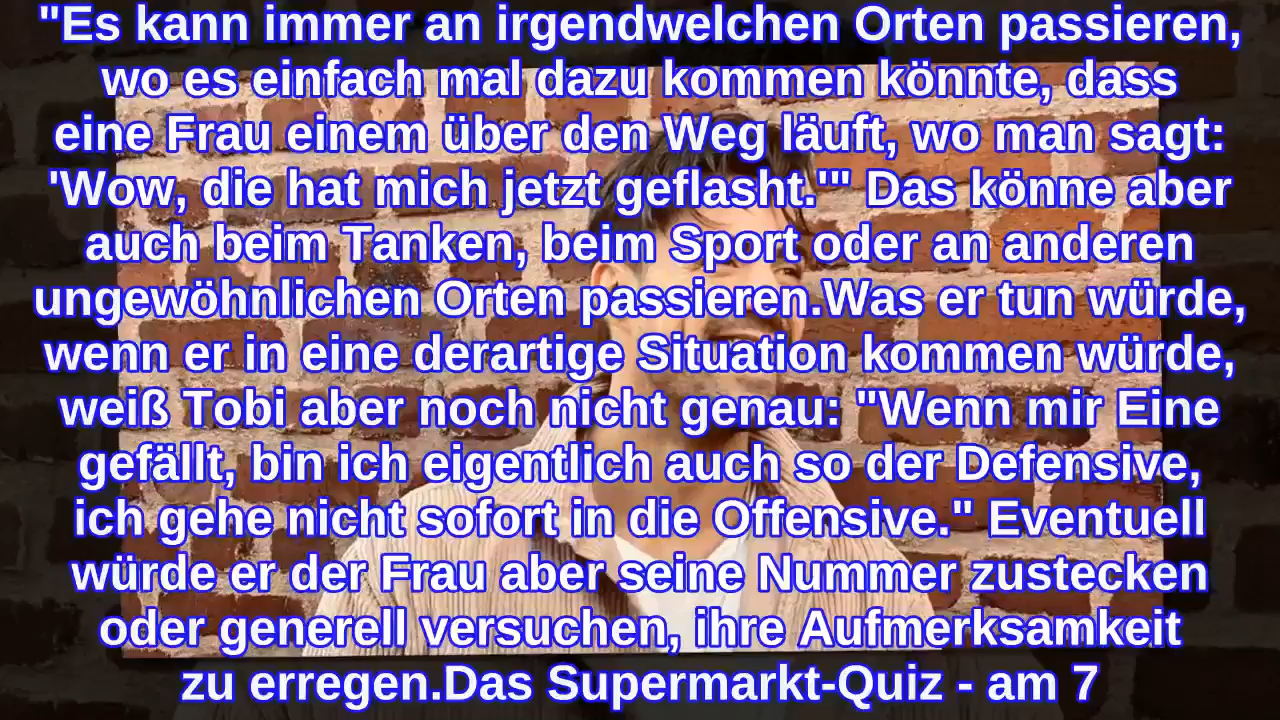 "Es kann immer an irgendwelchen Orten passieren,
wo es einfach mal dazu kommen könnte, dass
eine Frau einem über den Weg läuft, wo man sagt:
'Wow, die hat mich jetzt geflasht.'" Das könne aber
auch beim Tanken, beim Sport oder an anderen
ungewöhnlichen Orten passieren.Was er tun würde,
wenn er in eine derartige Situation kommen würde,
weiß Tobi aber noch nicht genau: "Wenn mir Eine
gefällt, bin ich eigentlich auch so der Defensive,
ich gehe nicht sofort in die Offensive." Eventuell
würde er der Frau aber seine Nummer zustecken
oder generell versuchen, ihre Aufmerksamkeit
zu erregen.Das Supermarkt-Quiz - am 7